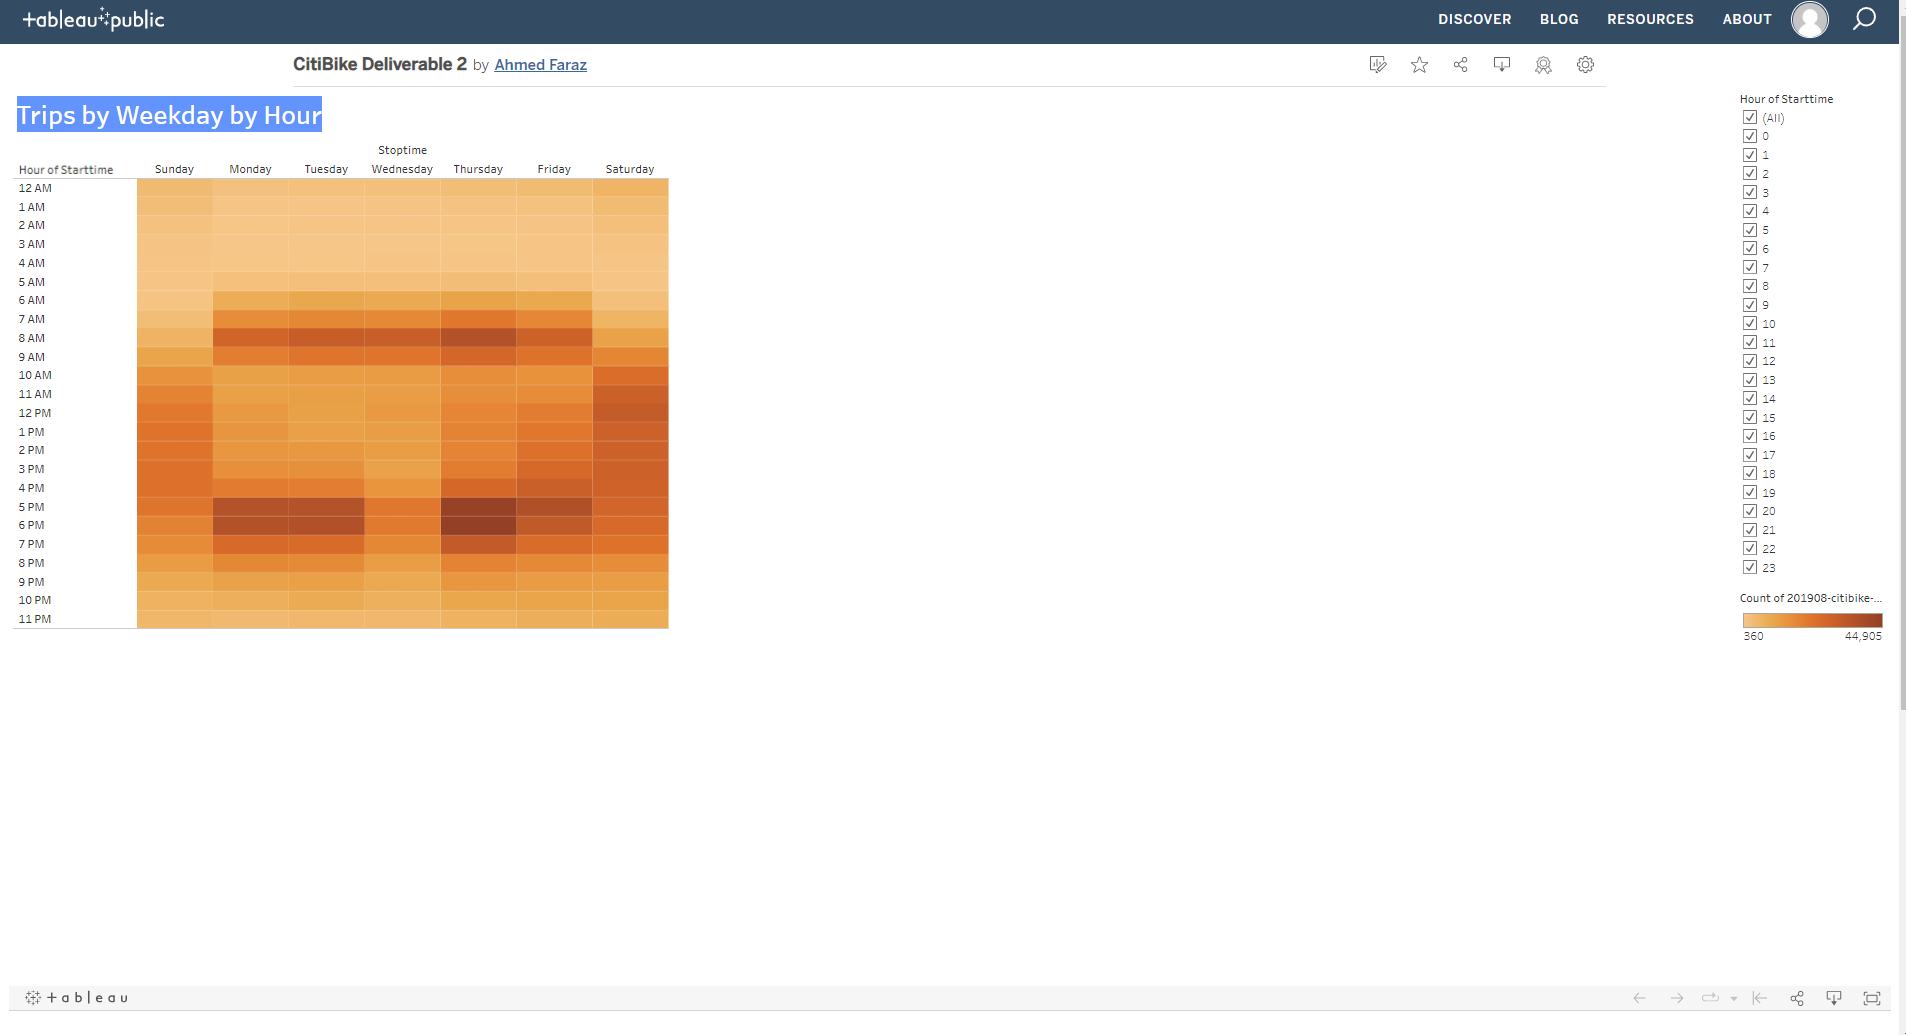 +ableau public
DISCOVER BLOG RESOURCES ABOUT
CitiBike Deliverable 2 by Ahmed Faraz
Trips by Weekday by Hour
Stoptime
Hour of Starttime Sunday Monday Tuesday Wednesday Thursday Friday Saturday
12 AM
1 AM
2 AM
3 AM
4 AM
5 AM
6 AM
7 AM
8 AM
9 AM
10 AM
11 AM
12 PM
1 PM
2 PM
3 PM
4 PM
5 PM
6 PM
7 PM
8 PM
9 PM
10 PM
11 PM
Hour of Starttime
(All)
0
1
2
3
4
5
6
7
8
9
10
11
12
13
14
15
16
17
18
19
20
21
22
23
Count of 201908-citibike-...
360 44,905
+ableau